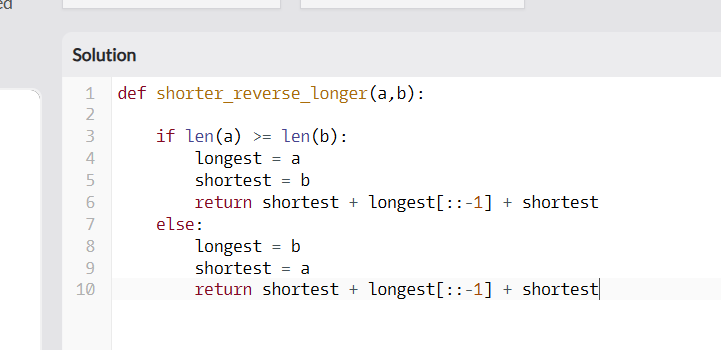 ed
Solution
1 def shorter_reverse_longer(a,b):
2
3 if len(a) >= len(b):
4 longest = a
5 shortest = b
6 return shortest + longest[::-1] + shortest
7 else:
8 longest = b
9 shortest = a
10 return shortest + longest[::-1] + shortest